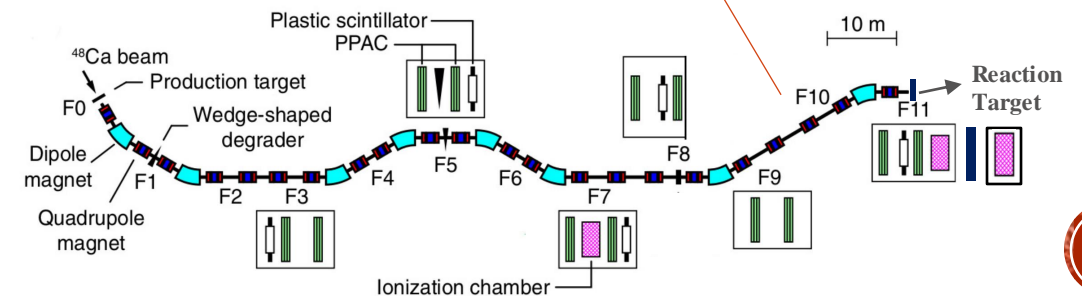 Plastic scintillator
PPAC
10 m
⁴⁸Ca beam
Production target
F0
Wedge-shaped
degrader
Dipole
magnet
F1
Quadrupole
magnet
F2
F3
F4
F5
F6
F7
F8
F9
F10
F11
Reaction
Target
Ionization chamber